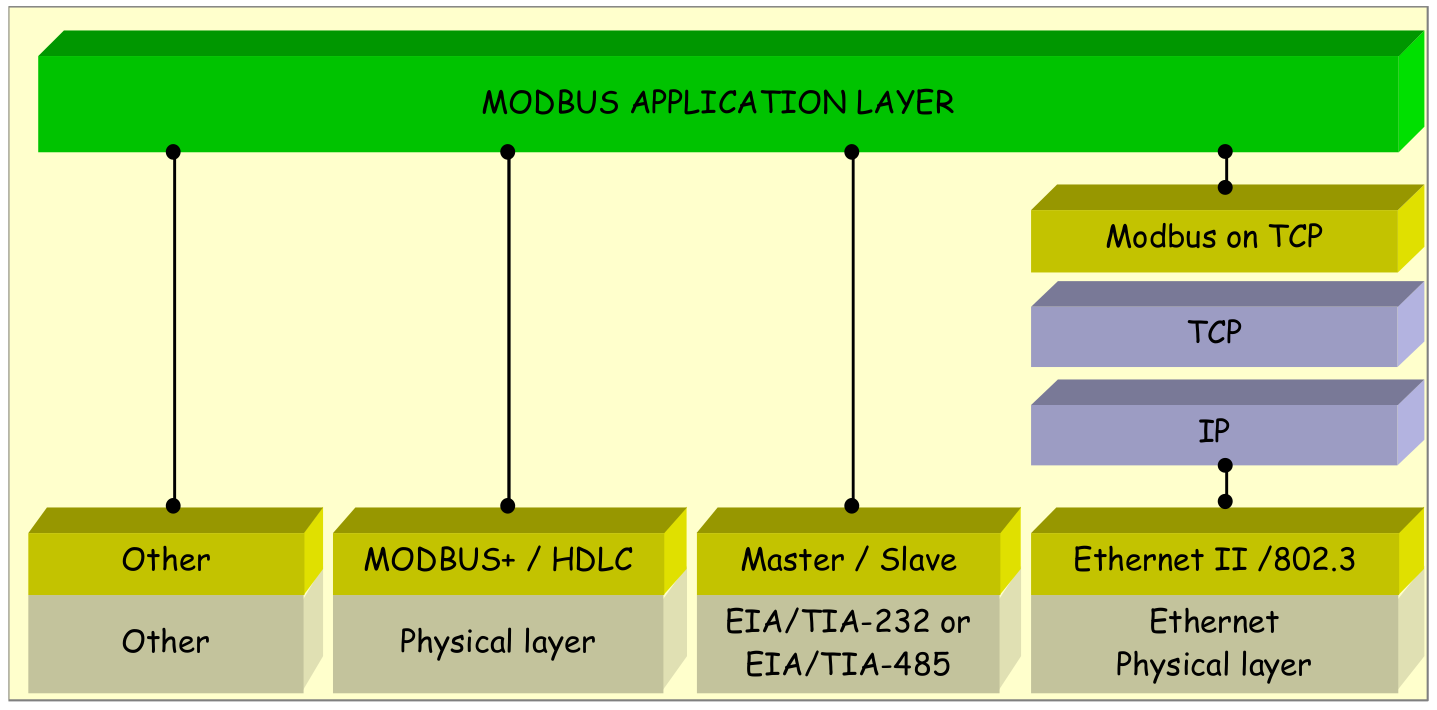 MODBUS APPLICATION LAYER
Modbus on TCP
TCP
IP
Other
MODBUS+ / HDLC
Master / Slave
Ethernet II /802.3
Other
Physical layer
EIA/TIA-232 or
EIA/TIA-485
Ethernet
Physical layer